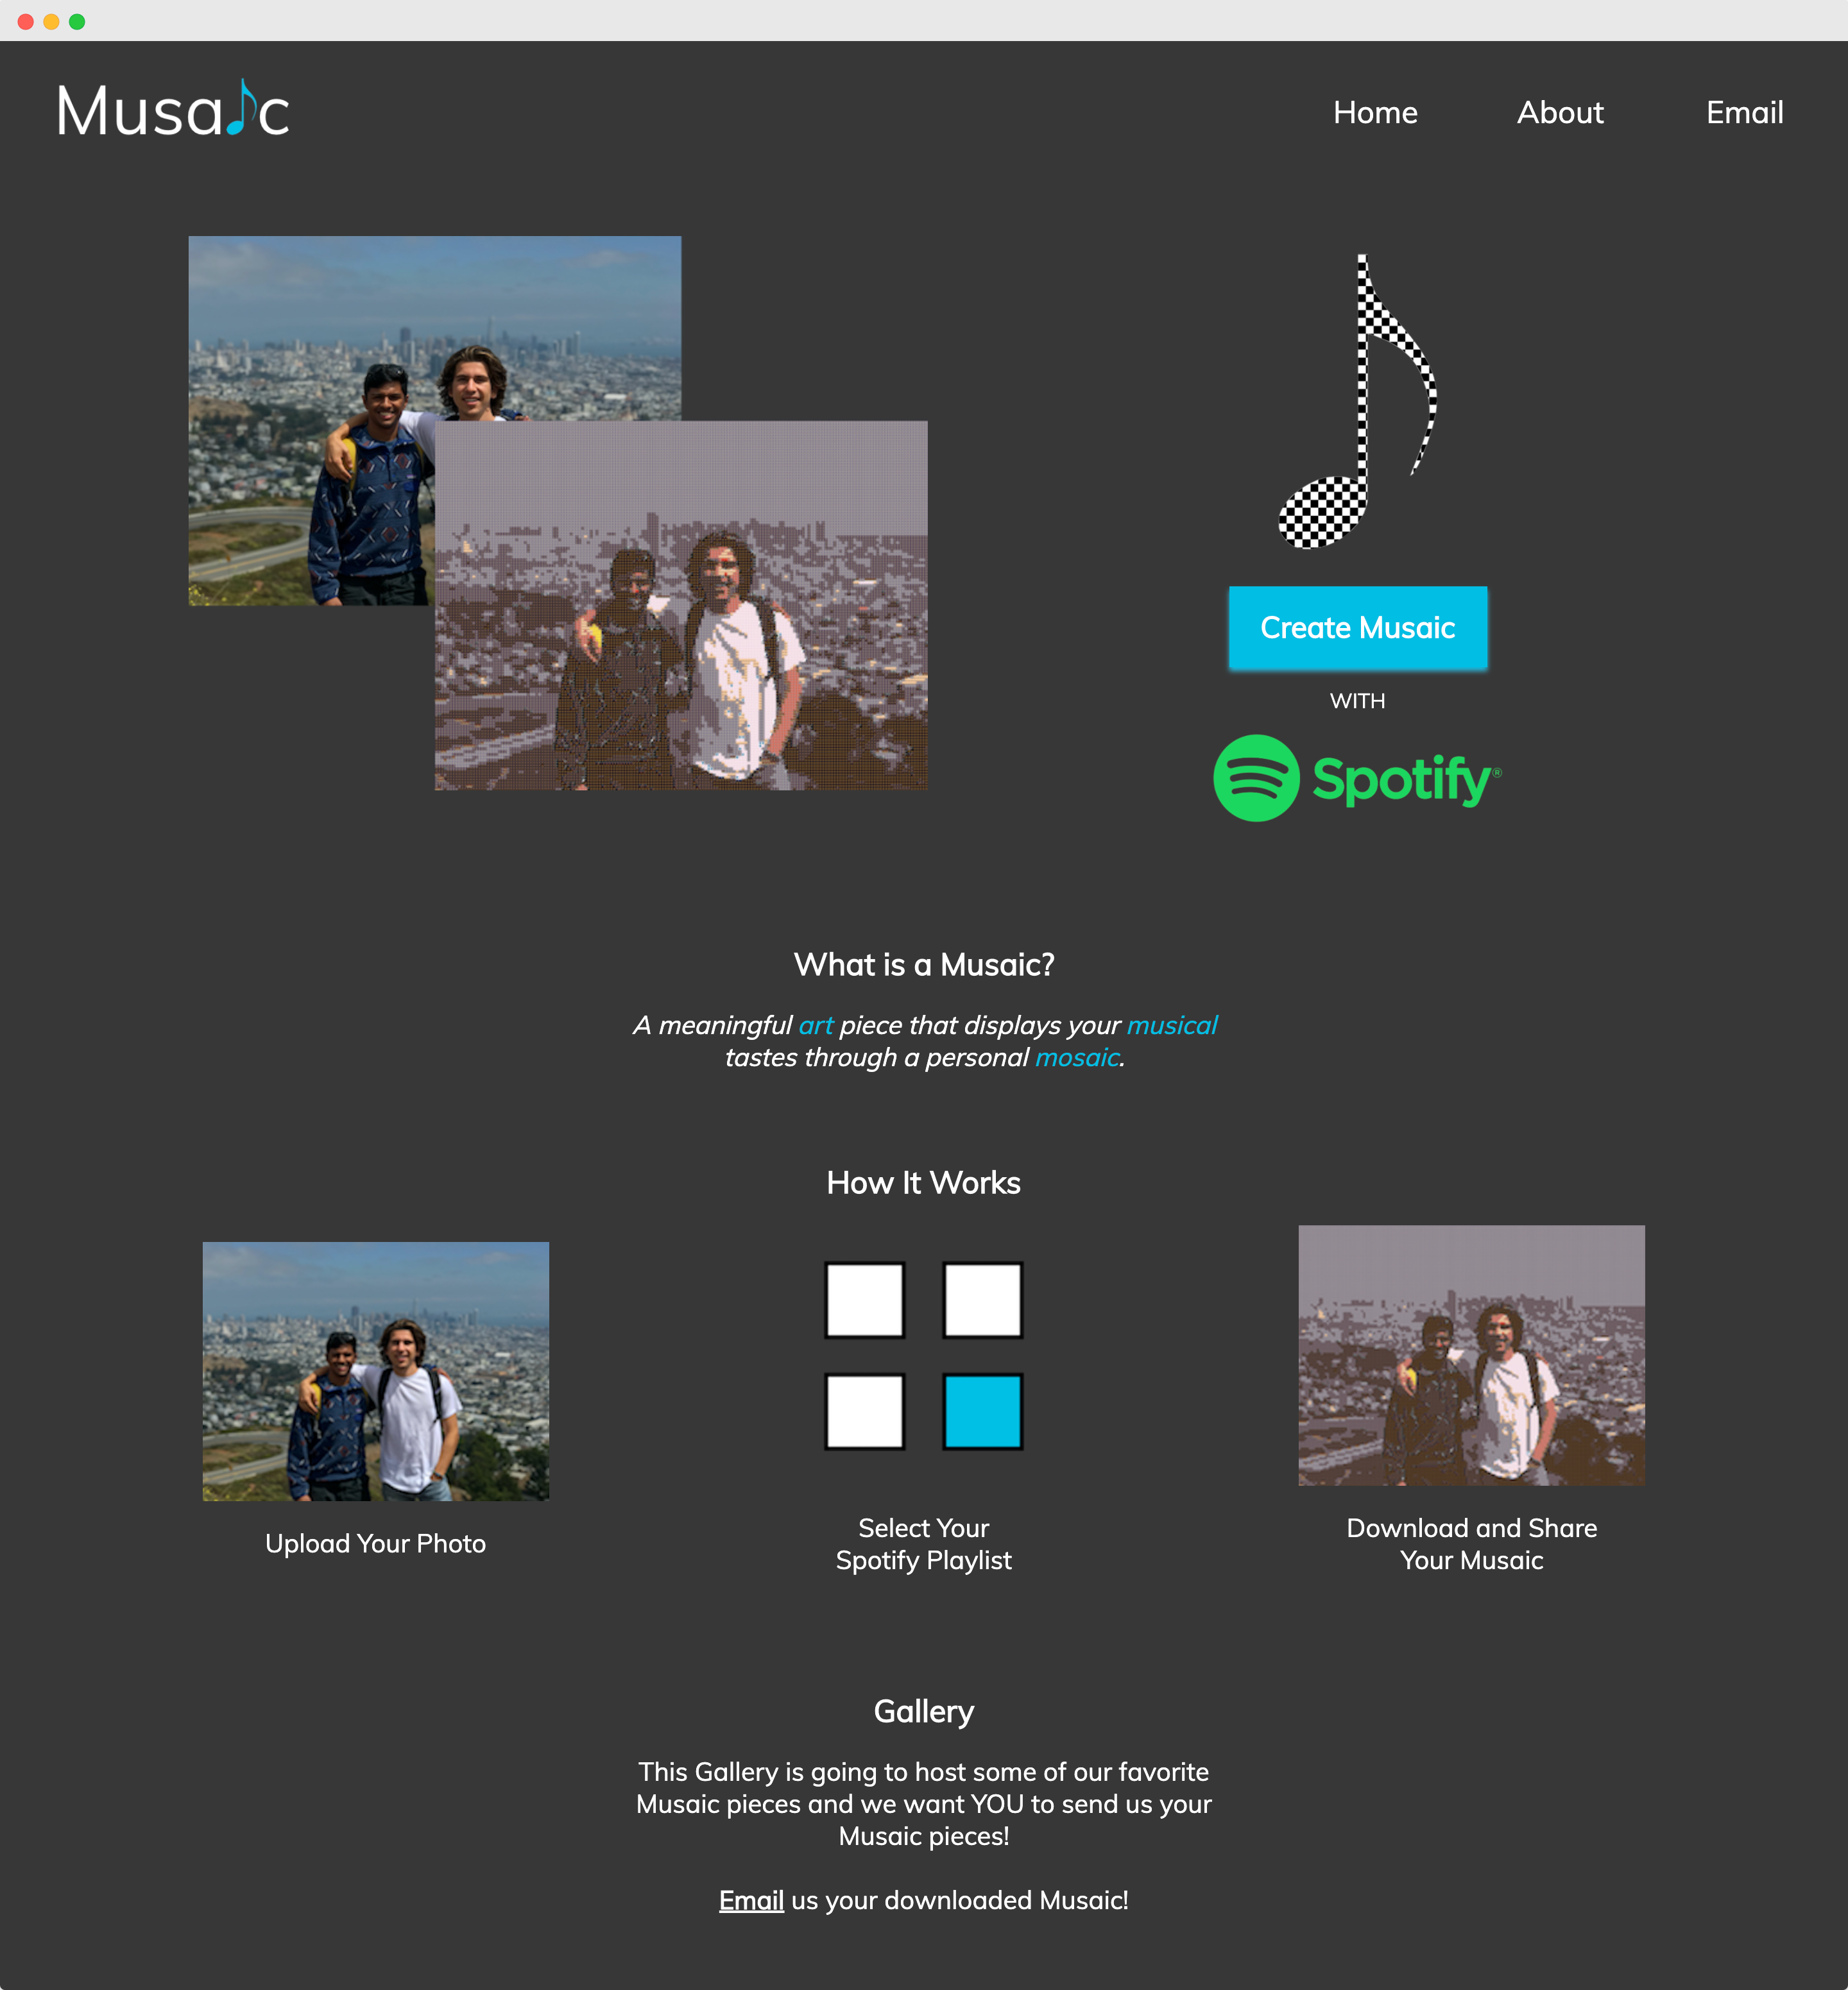 Musaic
Home
About
Email
Create Musaic
WITH
Spotify®
What is a Musaic?
A meaningful art piece that displays your musical
tastes through a personal mosaic.
How It Works
Upload Your Photo
Select Your
Spotify Playlist
Download and Share
Your Musaic
Gallery
This Gallery is going to host some of our favorite
Musaic pieces and we want YOU to send us your
Musaic pieces!
Email us your downloaded Musaic!